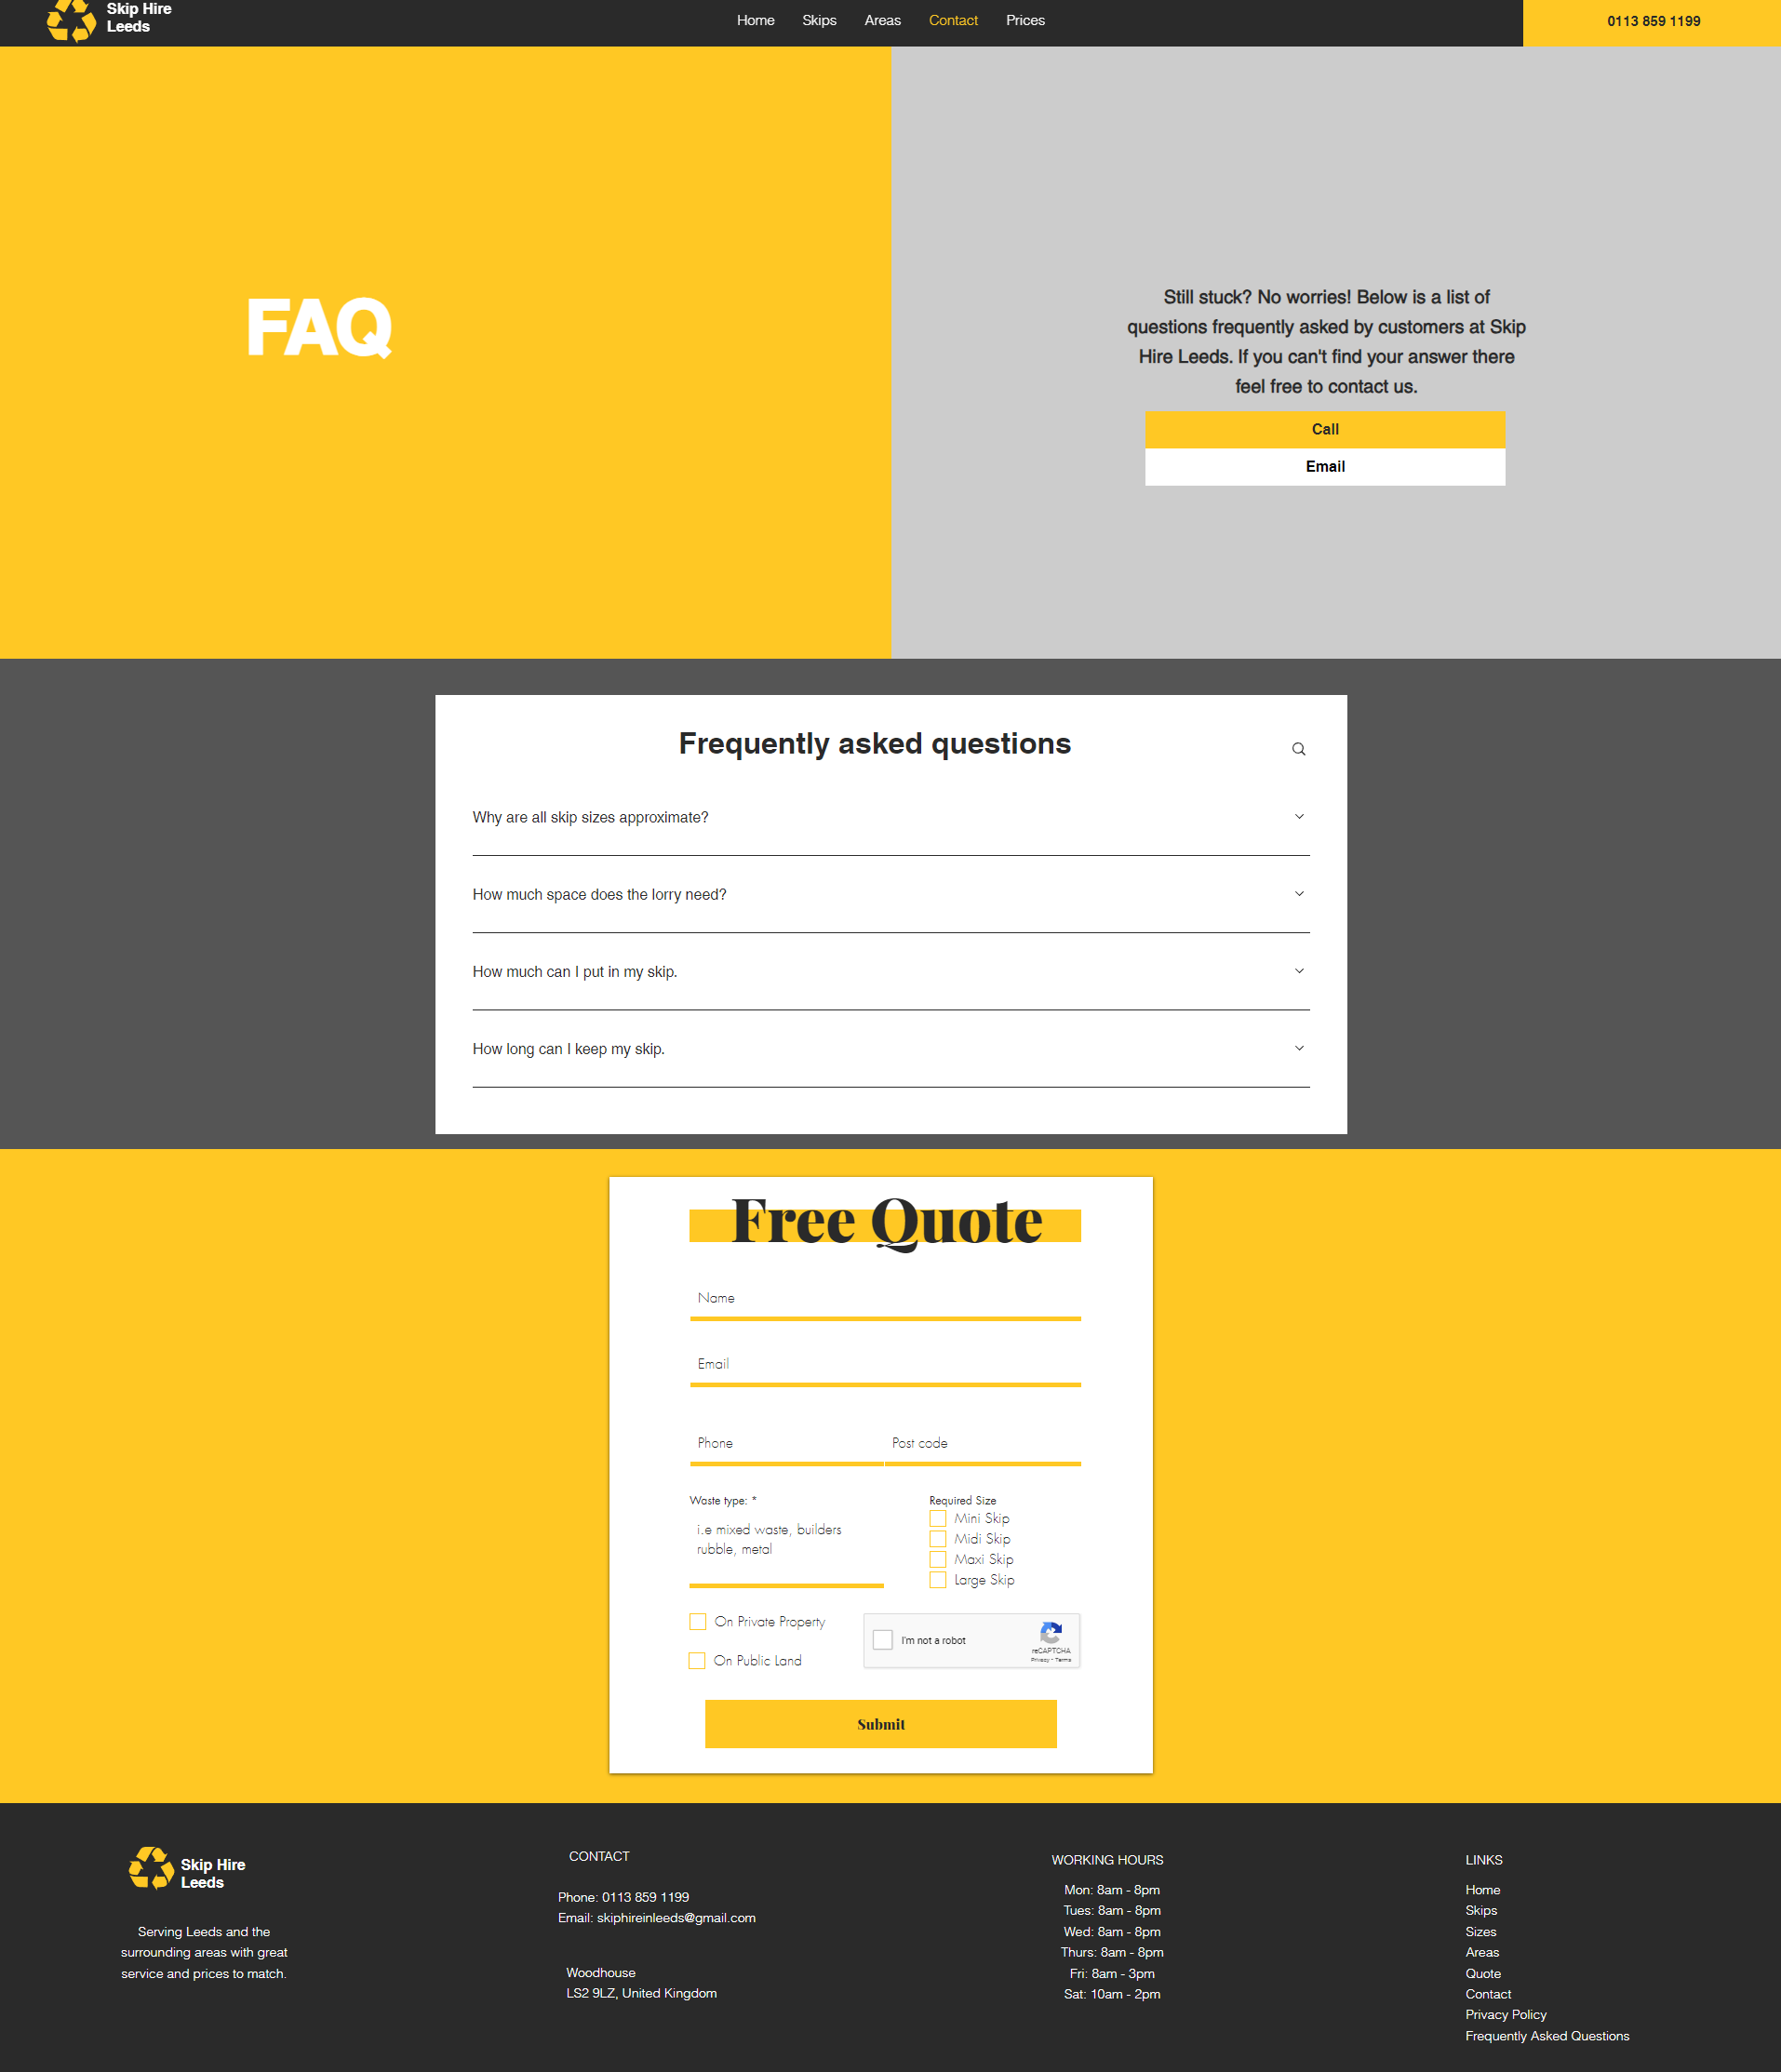 Skip Hire
Leeds
Home Skips Areas Contact Prices
0113 859 1199
FAQ
Still stuck? No worries! Below is a list of
questions frequently asked by customers at Skip
Hire Leeds. If you can't find your answer there
feel free to contact us.
Call
Email
Frequently asked questions
Why are all skip sizes approximate?
How much space does the lorry need?
How much can I put in my skip.
How long can I keep my skip.
Free Quote
Name
Email
Phone
Post code
Waste type: *
i.e mixed waste, builders
rubble, metal
Required Size
Mini Skip
Midi Skip
Maxi Skip
Large Skip
On Private Property
On Public Land
I'm not a robot
reCAPTCHA
Privacy - Terms
Submit
Skip Hire
Leeds
Serving Leeds and the
surrounding areas with great
service and prices to match.
CONTACT
Phone: 0113 859 1199
Email: skiphireinleeds@gmail.com
Woodhouse
LS2 9LZ, United Kingdom
WORKING HOURS
Mon: 8am - 8pm
Tues: 8am - 8pm
Wed: 8am - 8pm
Thurs: 8am - 8pm
Fri: 8am - 3pm
Sat: 10am - 2pm
LINKS
Home
Skips
Sizes
Areas
Quote
Contact
Privacy Policy
Frequently Asked Questions